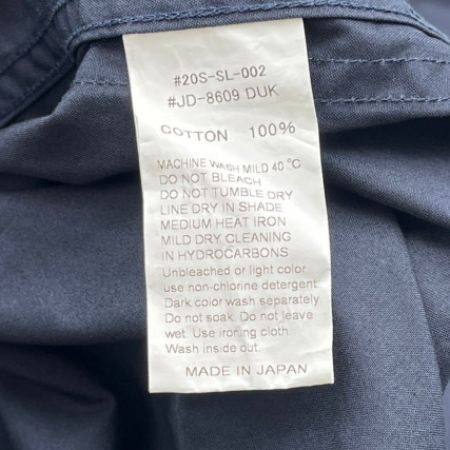 #20S-SL-002
#JD-8609 DUK
COTTON 100%
MACHINE WASH MILD 40 °C
DO NOT BLEACH
DO NOT TUMBLE DRY
LINE DRY IN SHADE
MEDIUM HEAT IRON
MILD DRY CLEANING
IN HYDROCARBONS
Unbleached or light color
use non-chlorine detergent
Dark color wash separately
Do not soak. Do not leave
wet. Use ironing cloth.
Wash inside out.
MADE IN JAPAN